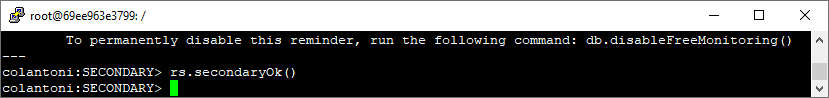 root@69ee963e3799: /
To permanently disable this reminder, run the following command: db.disableFreeMonitoring()
---
colantoni:SECONDARY> rs.secondaryOk()
colantoni:SECONDARY>